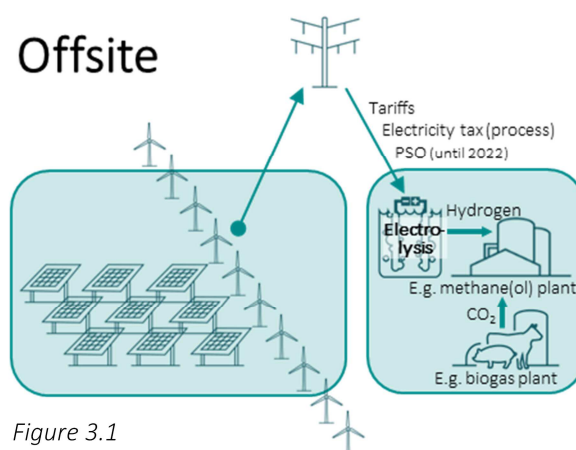 Offsite
Tariffs
Electricity tax (process)
PSO (until 2022)
Hydrogen
Electro-
lysis
E.g. methane(ol) plant
CO₂
E.g. biogas plant
Figure 3.1